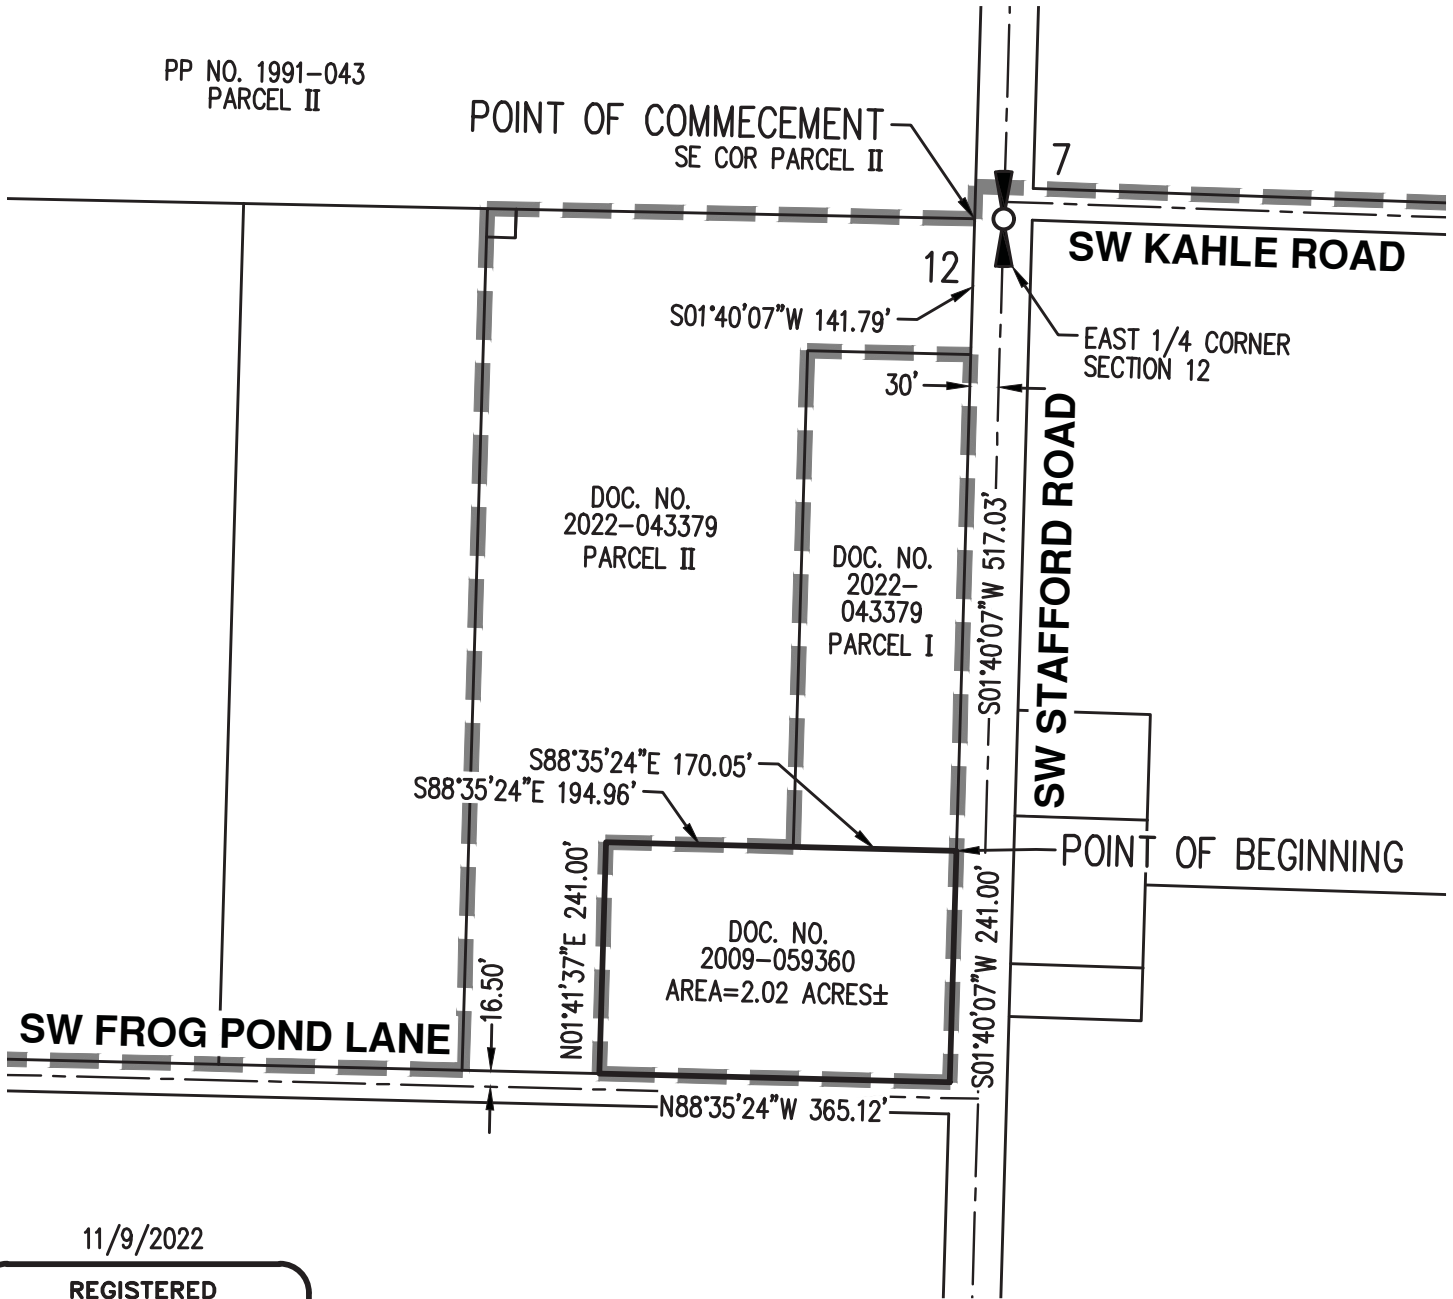 PP NO. 1991-043
PARCEL II
POINT OF COMMECEMENT
SE COR PARCEL II
7
SW KAHLE ROAD
12
S01°40'07"W 141.79'
EAST 1/4 CORNER
SECTION 12
30'
SW STAFFORD ROAD
S01°40'07"W 517.03'
DOC. NO.
2022-043379
PARCEL II
DOC. NO.
2022-
043379
PARCEL I
S88°35'24"E 170.05'
S88°35'24"E 194.96'
POINT OF BEGINNING
N01°41'37"E 241.00'
DOC. NO.
2009-059360
AREA=2.02 ACRES±
S01°40'07"W 241.00'
16.50'
SW FROG POND LANE
N88°35'24"W 365.12'
11/9/2022
REGISTERED